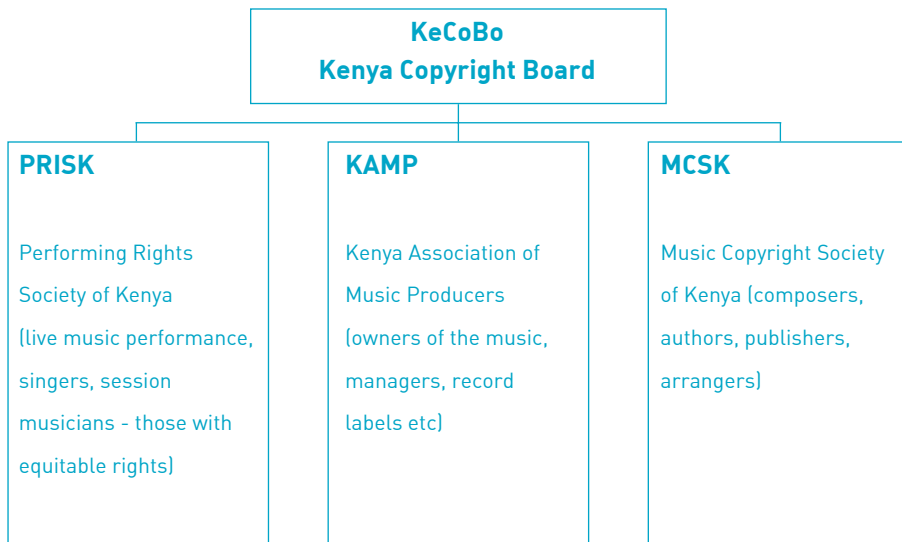 KeCoBo
Kenya Copyright Board
PRISK
Performing Rights
Society of Kenya
(live music performance,
singers, session
musicians - those with
equitable rights)
KAMP
Kenya Association of
Music Producers
(owners of the music,
managers, record
labels etc)
MCSK
Music Copyright Society
of Kenya (composers,
authors, publishers,
arrangers)